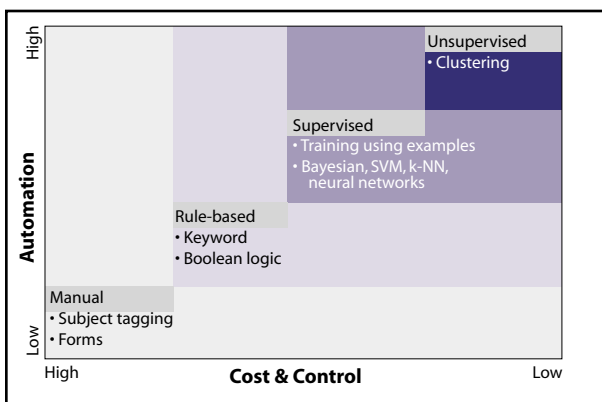 High
Automation
Low
Unsupervised
• Clustering
Supervised
• Training using examples
• Bayesian, SVM, k-NN,
neural networks
Rule-based
• Keyword
• Boolean logic
Manual
• Subject tagging
• Forms
High
Cost & Control
Low